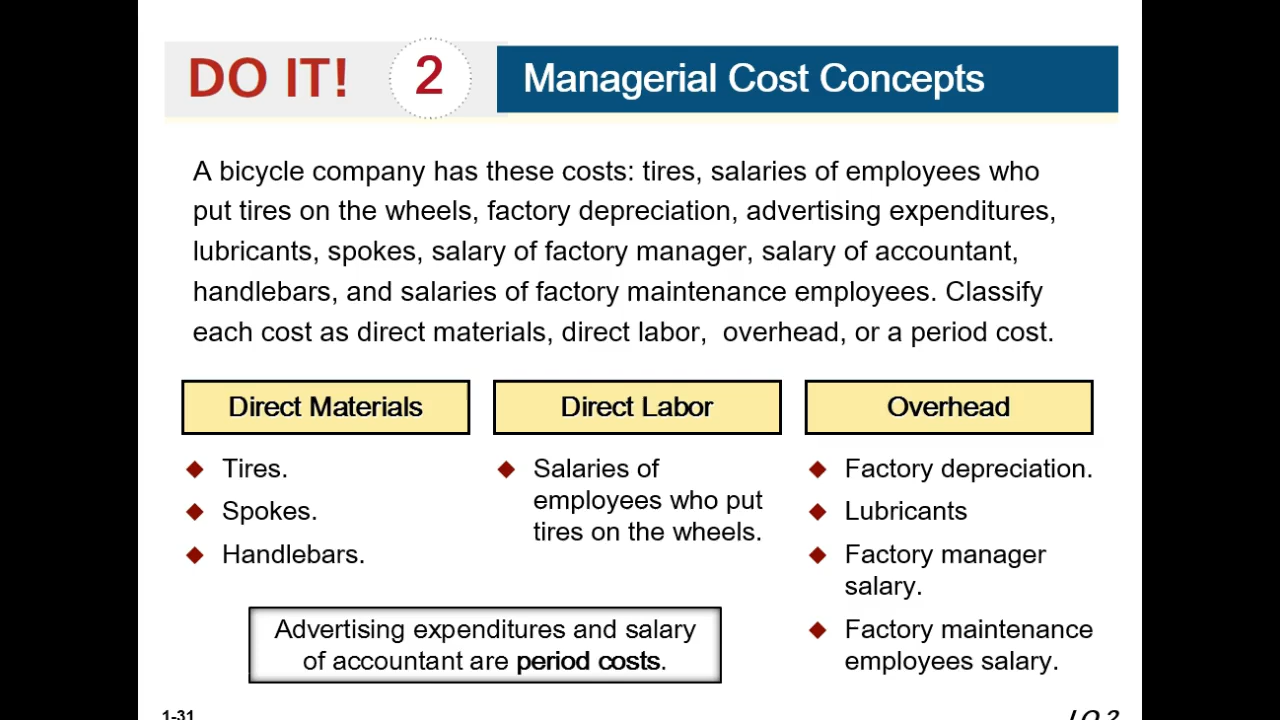 DO IT! 2 Managerial Cost Concepts
A bicycle company has these costs: tires, salaries of employees who
put tires on the wheels, factory depreciation, advertising expenditures,
lubricants, spokes, salary of factory manager, salary of accountant,
handlebars, and salaries of factory maintenance employees. Classify
each cost as direct materials, direct labor, overhead, or a period cost.
Direct Materials
Tires.
Spokes.
Handlebars.
Direct Labor
Salaries of
employees who put
tires on the wheels.
Overhead
Factory depreciation.
Lubricants
Factory manager
salary.
Factory maintenance
employees salary.
Advertising expenditures and salary
of accountant are period costs.
1-31
LO 2